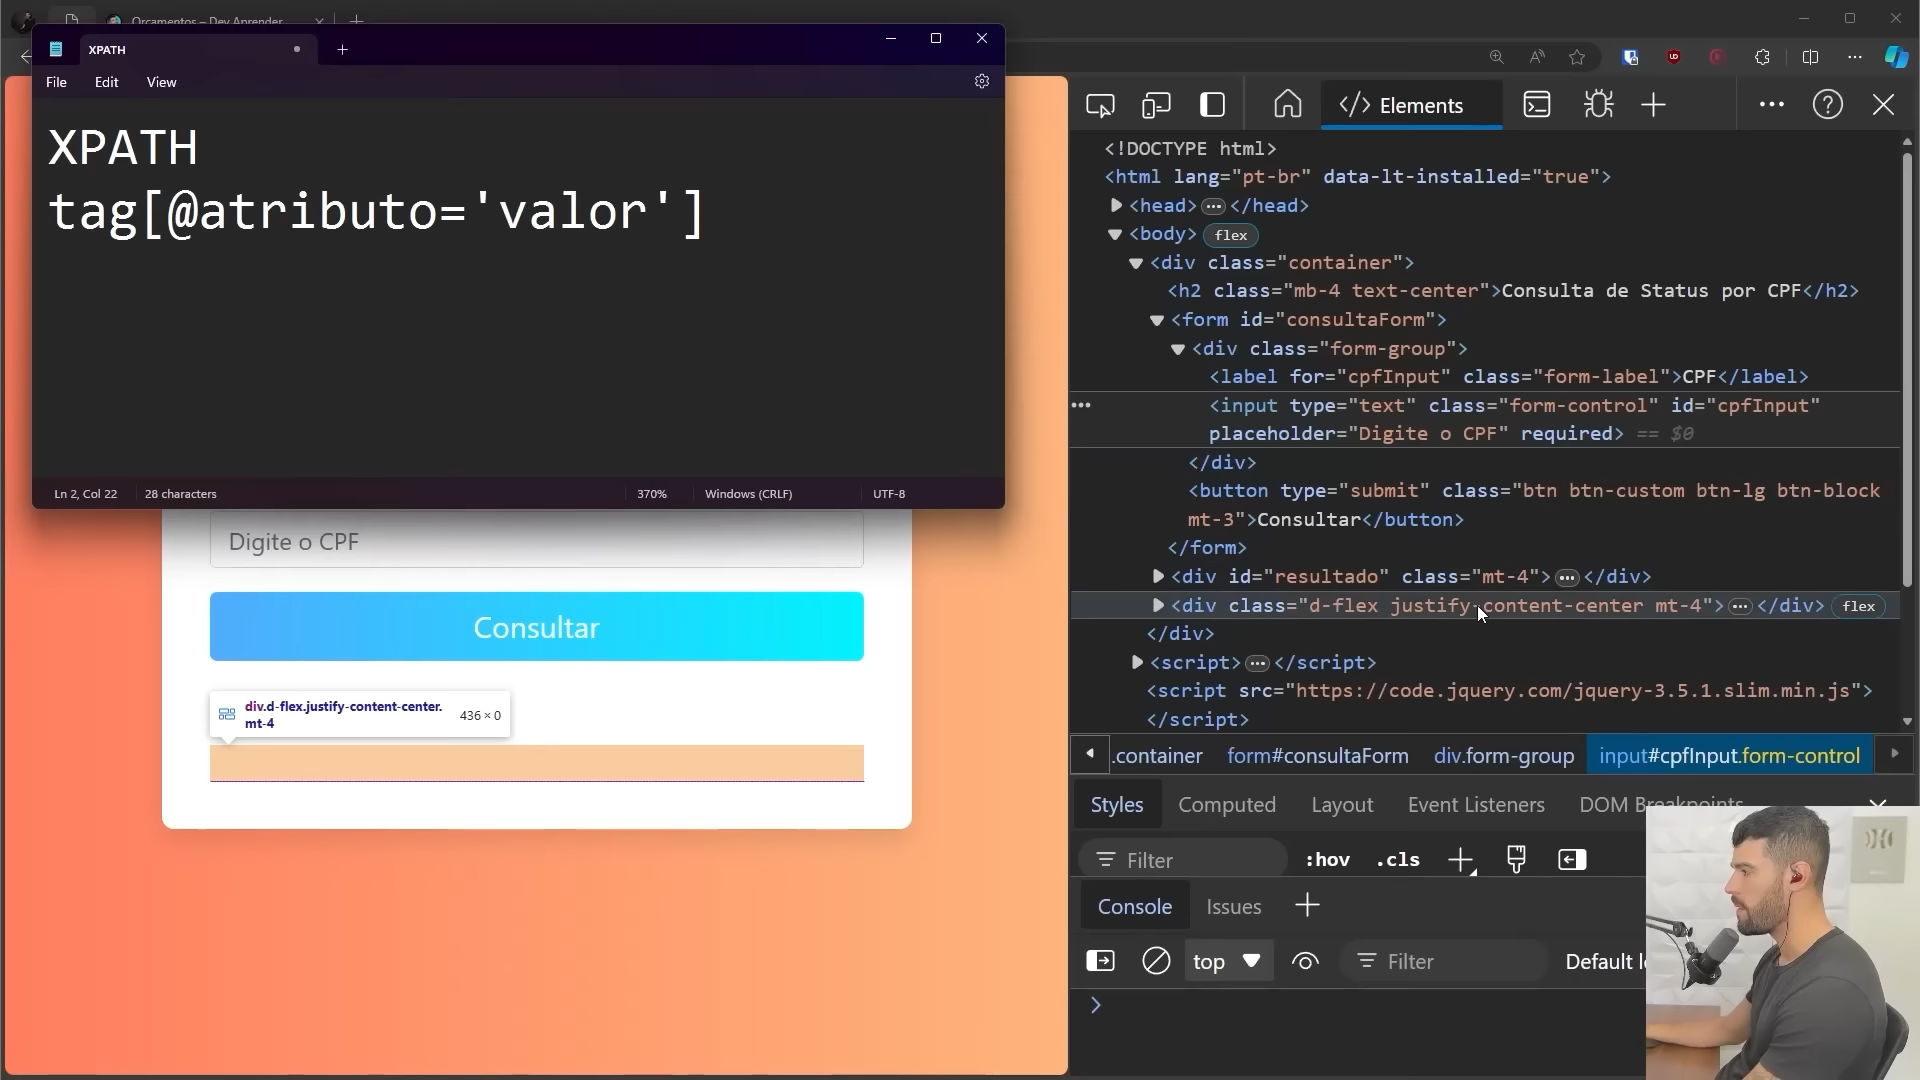 Orcamentos – Dev Aprender
XPATH
File Edit View
XPATH
tag[@atributo='valor']
Ln 2, Col 22 28 characters 370% Windows (CRLF) UTF-8
Digite o CPF
Consultar
div.d-flex.justify-content-center.
mt-4
436 × 0
Elements
<!DOCTYPE html>
<html lang="pt-br" data-lt-installed="true">
<head> ••• </head>
<body> flex
<div class="container">
<h2 class="mb-4 text-center">Consulta de Status por CPF</h2>
<form id="consultaForm">
<div class="form-group">
<label for="cpfInput" class="form-label">CPF</label>
<input type="text" class="form-control" id="cpfInput"
placeholder="Digite o CPF" required> == $0
</div>
<button type="submit" class="btn btn-custom btn-lg btn-block
mt-3">Consultar</button>
</form>
<div id="resultado" class="mt-4"> ••• </div>
<div class="d-flex justify-content-center mt-4"> ••• </div> flex
</div>
<script> ••• </script>
<script src="https://code.jquery.com/jquery-3.5.1.slim.min.js">
</script>
.container form#consultaForm div.form-group input#cpfInput.form-control
Styles Computed Layout Event Listeners DOM Breakpoints
Filter :hov .cls
Console Issues
top Filter Default